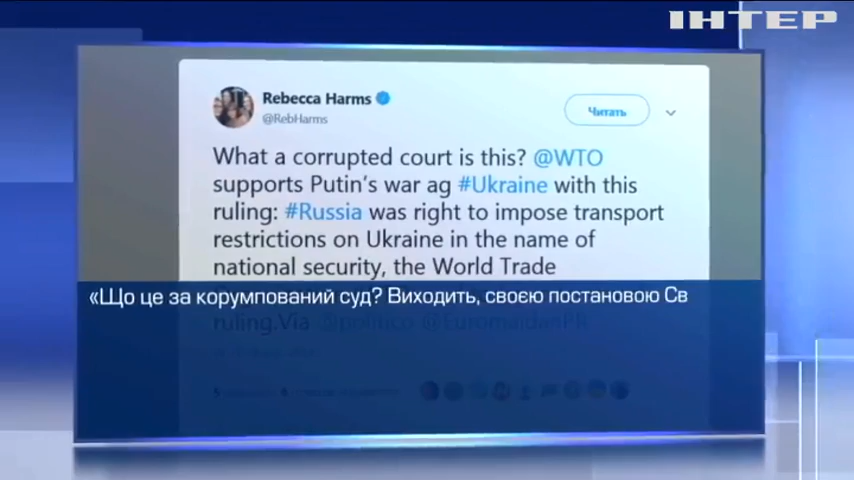 ІНТЕР
Rebecca Harms
@RebHarms
Читать
What a corrupted court is this? @WTO
supports Putin's war ag #Ukraine with this
ruling: #Russia was right to impose transport
restrictions on Ukraine in the name of
national security, the World Trade
«Що це за корумпований суд? Виходить, своєю постановою Св
ruling.Via @politico @EuromaidanPR